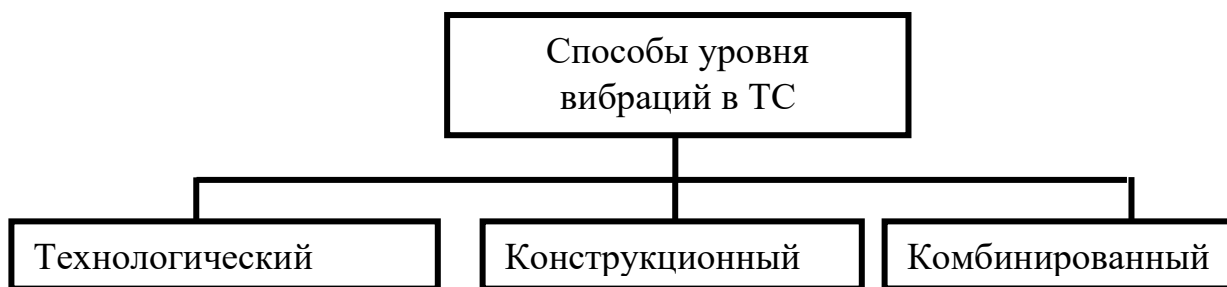 Способы уровня
вибраций в ТС
Технологический
Конструкционный
Комбинированный